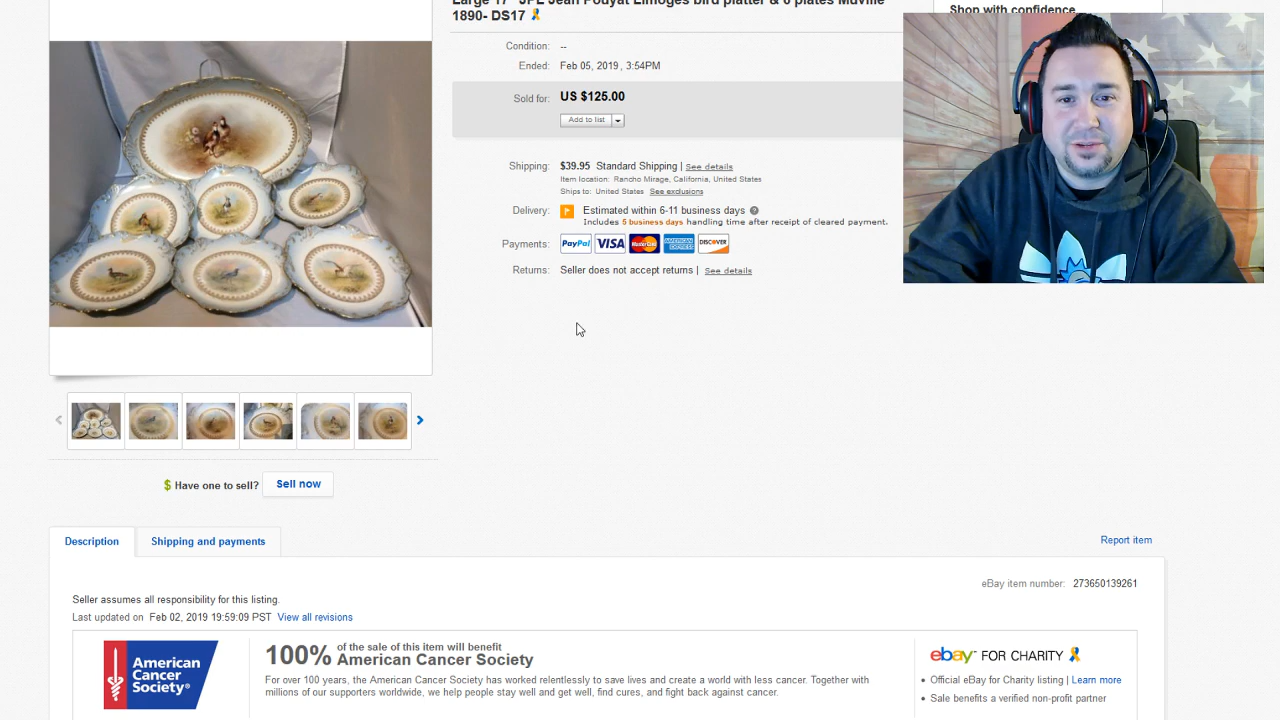 Large 17" JPL Jean Pouyat Limoges bird platter & 6 plates Muville
1890- DS17
Shop with confidence
Condition: --
Ended: Feb 05, 2019 , 3:54PM
Sold for: US $125.00
Add to list
Shipping: $39.95 Standard Shipping | See details
Item location: Rancho Mirage, California, United States
Ships to: United States See exclusions
Delivery: Estimated within 6-11 business days ?
Includes 5 business days handling time after receipt of cleared payment.
Payments: PayPal VISA MasterCard AMERICAN EXPRESS DISCOVER
Returns: Seller does not accept returns | See details
$ Have one to sell? Sell now
Description Shipping and payments
Report item
eBay item number: 273650139261
Seller assumes all responsibility for this listing.
Last updated on Feb 02, 2019 19:59:09 PST View all revisions
American
Cancer
Society®
100% of the sale of this item will benefit
American Cancer Society
For over 100 years, the American Cancer Society has worked relentlessly to save lives and create a world with less cancer. Together with
millions of our supporters worldwide, we help people stay well and get well, find cures, and fight back against cancer.
ebay FOR CHARITY
• Official eBay for Charity listing | Learn more
• Sale benefits a verified non-profit partner